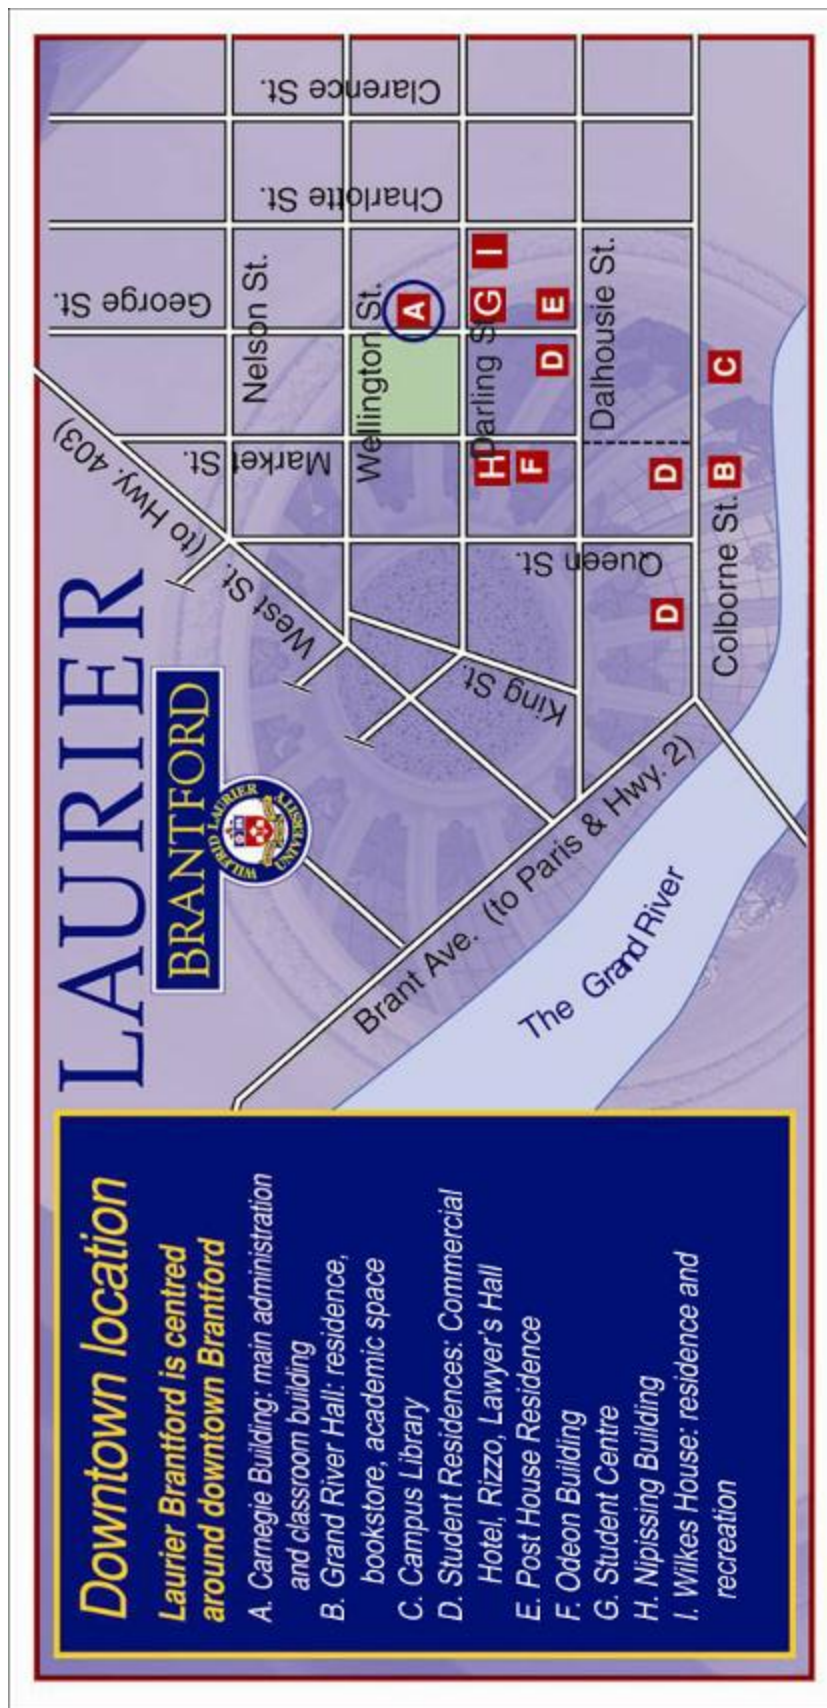 Downtown location
Laurier Brantford is centred
around downtown Brantford
A. Carnegie Building: main administration
and classroom building
B. Grand River Hall: residence,
bookstore, academic space
C. Campus Library
D. Student Residences: Commercial
Hotel, Rizzo, Lawyer's Hall
E. Post House Residence
F. Odeon Building
G. Student Centre
H. Nipissing Building
I. Wilkes House: residence and
recreation
LAURIER
BRANTFORD
WILFRID LAURIER
UNIVERSITY
(to Hwy. 403)
West St.
King St.
Queen St.
Market St.
George St.
Charlotte St.
Clarence St.
Nelson St.
Wellington St.
Darling St.
Dalhousie St.
Colborne St.
Brant Ave. (to Paris & Hwy. 2)
The Grand River
A
H
G
I
F
D
E
D
D
B
C